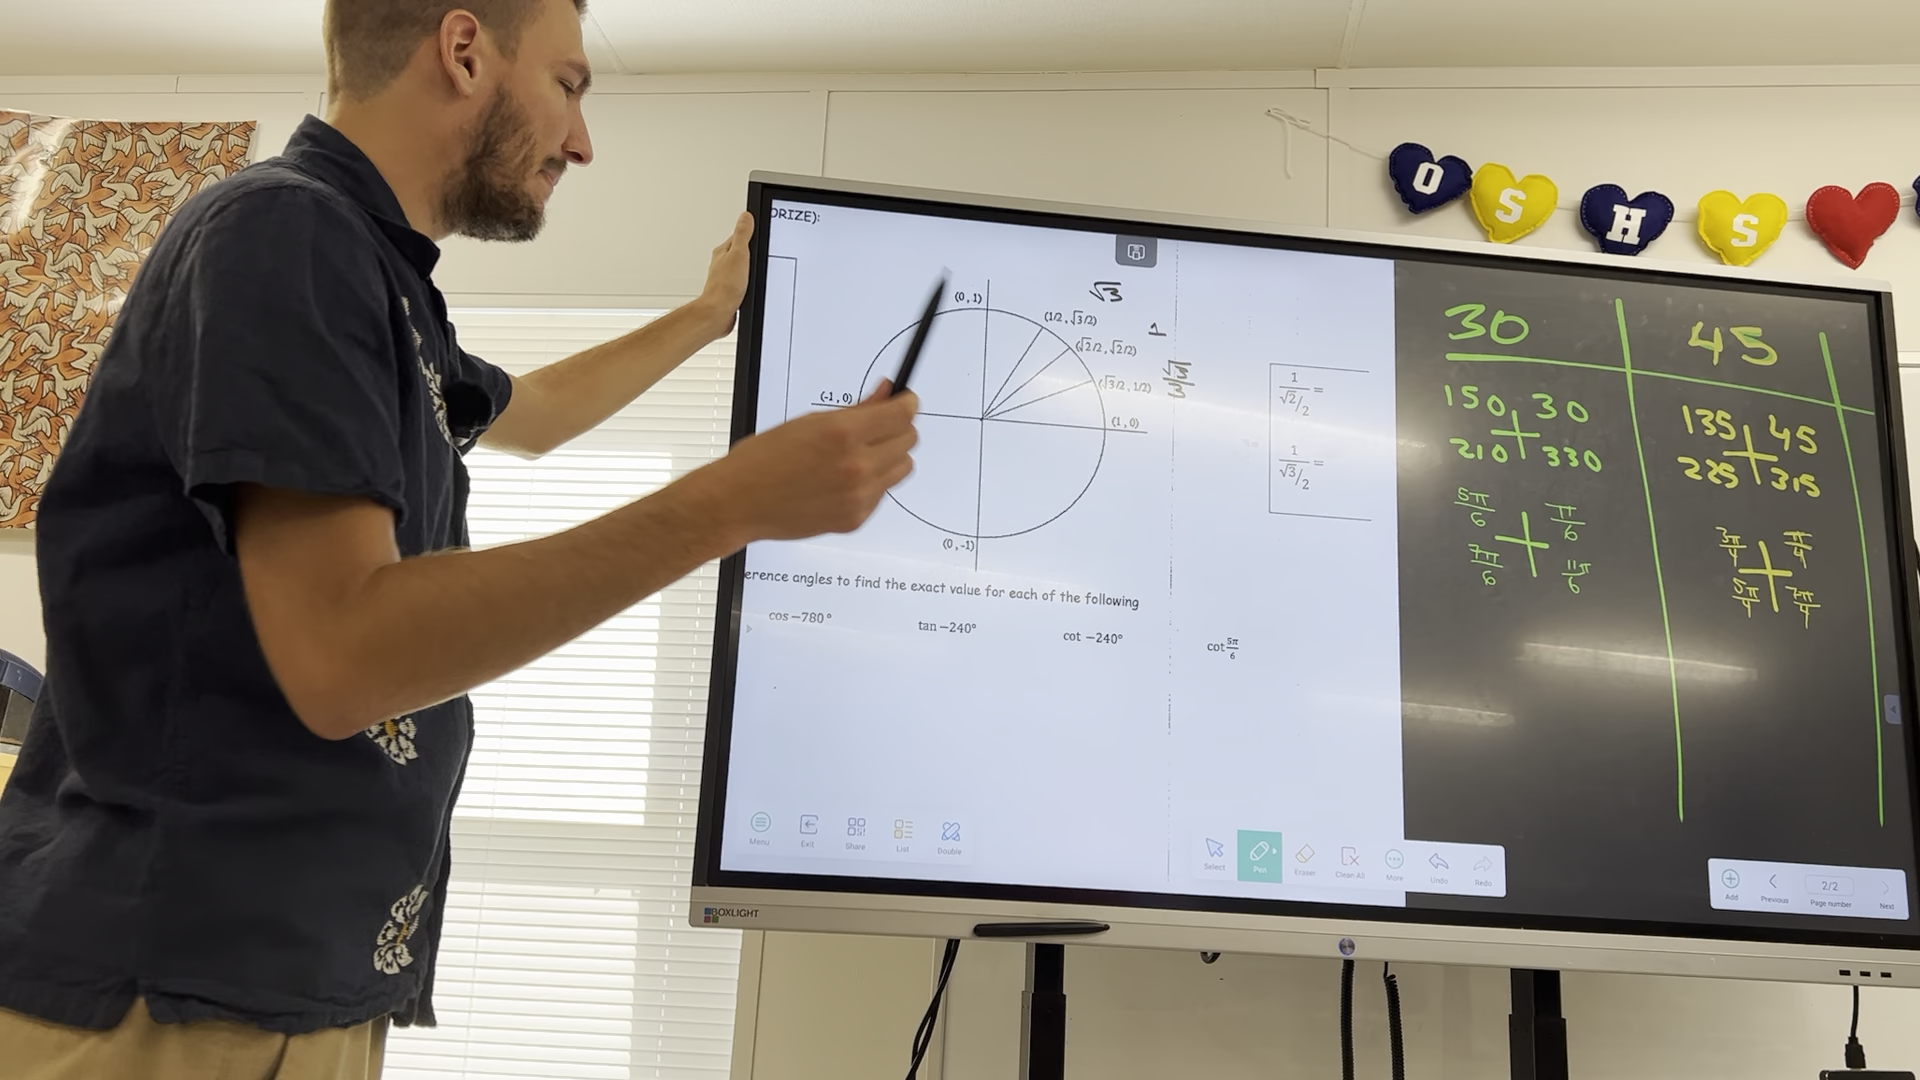 O S H S
ORIZE):
(0,1)
√3
(1/2, √3/2)
1
(√2/2, √2/2)
(√3/2, 1/2)
√3/3
(-1, 0)
(1, 0)
(0, -1)
1/√2/2 =
1/√3/2 =
erence angles to find the exact value for each of the following
cos −780°
tan −240°
cot −240°
cot 5π/6
30
45
150 30
210 330
135 45
225 315
5π/6 π/6
7π/6 11π/6
3π/4 π/4
5π/4 7π/4
Menu Exit Share List Double
Select Pen Eraser Clean All More Undo Redo
2/2
Add Previous Page number Next
BOXLIGHT